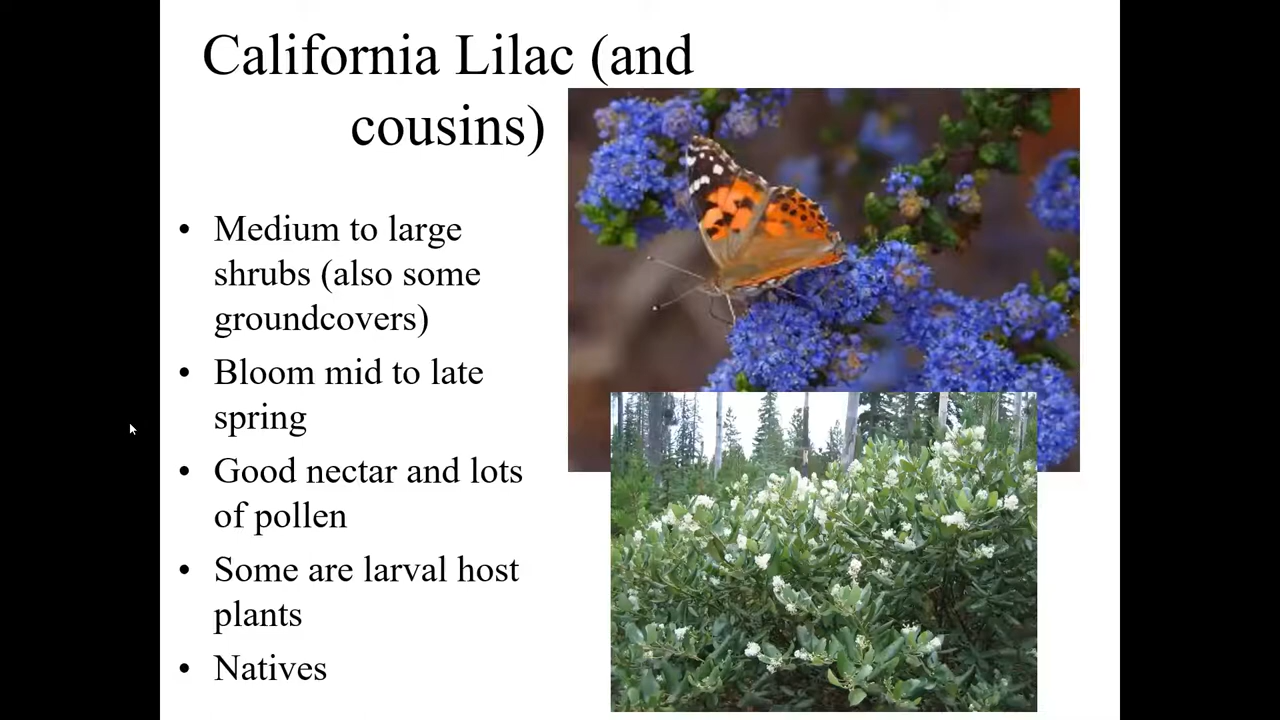 California Lilac (and
cousins)
• Medium to large
shrubs (also some
groundcovers)
• Bloom mid to late
spring
• Good nectar and lots
of pollen
• Some are larval host
plants
• Natives